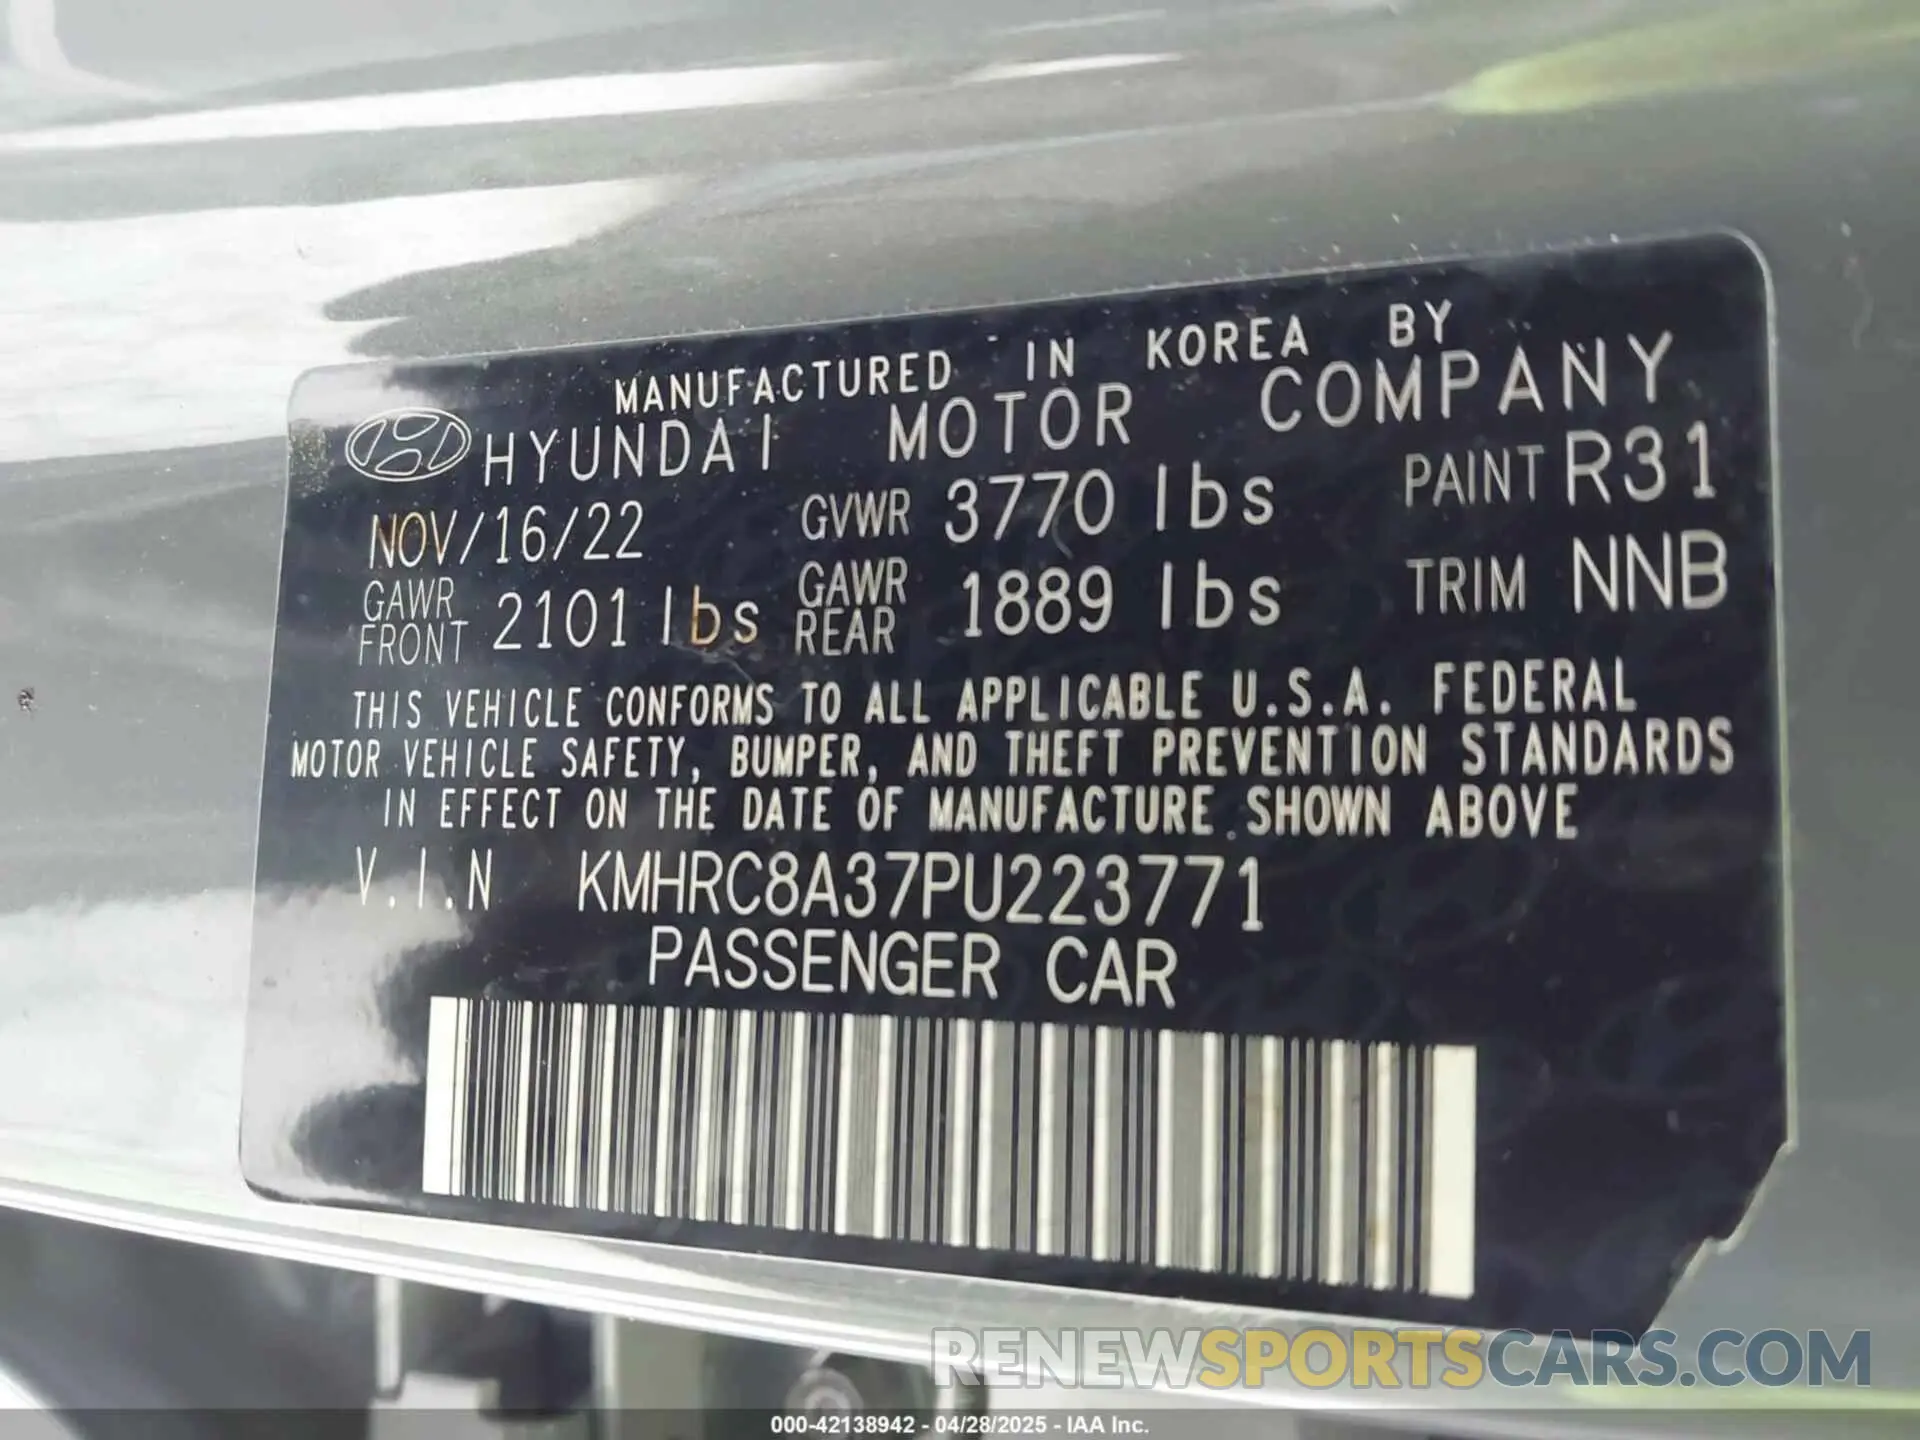 MANUFACTURED IN KOREA BY
HYUNDAI MOTOR COMPANY
NOV/16/22 GVWR 3770 lbs PAINT R31
GAWR FRONT 2101 lbs GAWR REAR 1889 lbs TRIM NNB
THIS VEHICLE CONFORMS TO ALL APPLICABLE U.S.A. FEDERAL
MOTOR VEHICLE SAFETY, BUMPER, AND THEFT PREVENTION STANDARDS
IN EFFECT ON THE DATE OF MANUFACTURE SHOWN ABOVE
V.I.N KMHRC8A37PU223771
PASSENGER CAR
RENEWSPORTSCARS.COM
000-42138942 - 04/28/2025 - IAA Inc.